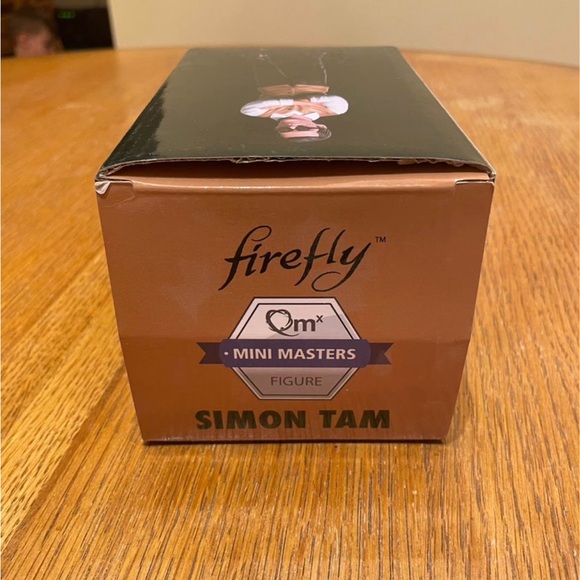 firefly™
Qmx
MINI MASTERS
FIGURE
SIMON TAM